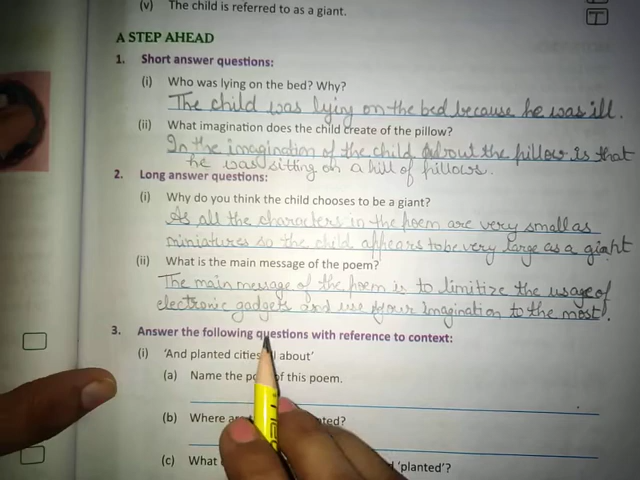 (v) The child is referred to as a giant.
T
A STEP AHEAD
1. Short answer questions:
(i) Who was lying on the bed? Why?
The child was lying on the bed because he was ill.
(ii) What imagination does the child create of the pillow?
In the imagination of the child about the pillow is that
he was sitting on a hill of pillows.
2. Long answer questions:
(i) Why do you think the child chooses to be a giant?
As all the characters in the poem are very small as
miniatures so the child appears to be very large as a giant
(ii) What is the main message of the poem?
The main message of the poem is to limitize the usage of
electronic gadgets and use of our imagination to the most.
3. Answer the following questions with reference to context:
(i) 'And planted cities all about'
(a) Name the of this poem.
(b) Where
(c) What 'planted'?